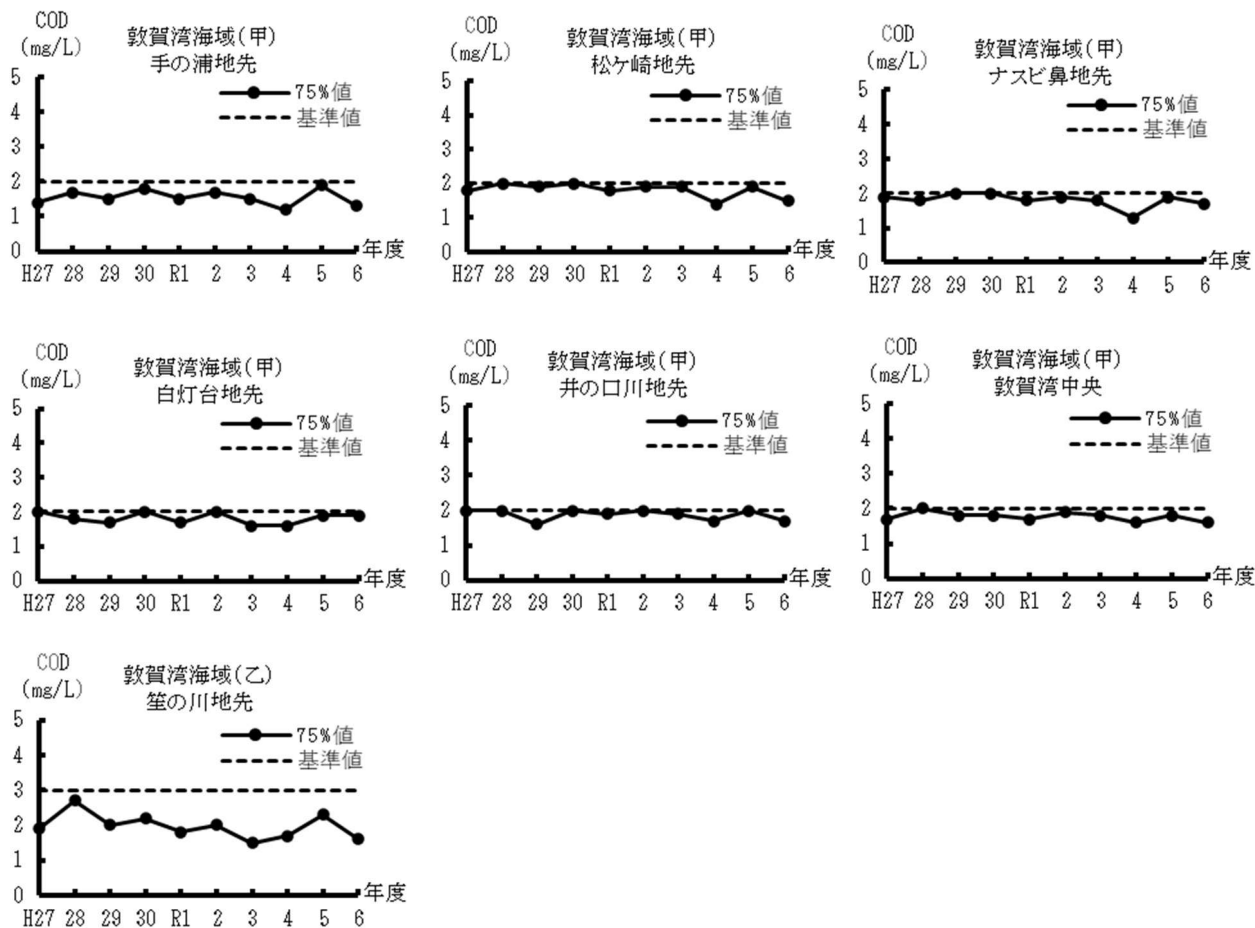 COD
(mg/L)
敦賀湾海域(甲)
手の浦地先
75%値
基準値
5
4
3
2
1
0
年度
H27 28 29 30 R1 2 3 4 5 6
COD
(mg/L)
敦賀湾海域(甲)
松ケ崎地先
75%値
基準値
5
4
3
2
1
0
年度
H27 28 29 30 R1 2 3 4 5 6
COD
(mg/L)
敦賀湾海域(甲)
ナスビ鼻地先
75%値
基準値
5
4
3
2
1
0
年度
H27 28 29 30 R1 2 3 4 5 6
COD
(mg/L)
敦賀湾海域(甲)
白灯台地先
75%値
基準値
5
4
3
2
1
0
年度
H27 28 29 30 R1 2 3 4 5 6
COD
(mg/L)
敦賀湾海域(甲)
井の口川地先
75%値
基準値
5
4
3
2
1
0
年度
H27 28 29 30 R1 2 3 4 5 6
COD
(mg/L)
敦賀湾海域(甲)
敦賀湾中央
75%値
基準値
5
4
3
2
1
0
年度
H27 28 29 30 R1 2 3 4 5 6
COD
(mg/L)
敦賀湾海域(乙)
笙の川地先
75%値
基準値
5
4
3
2
1
0
年度
H27 28 29 30 R1 2 3 4 5 6